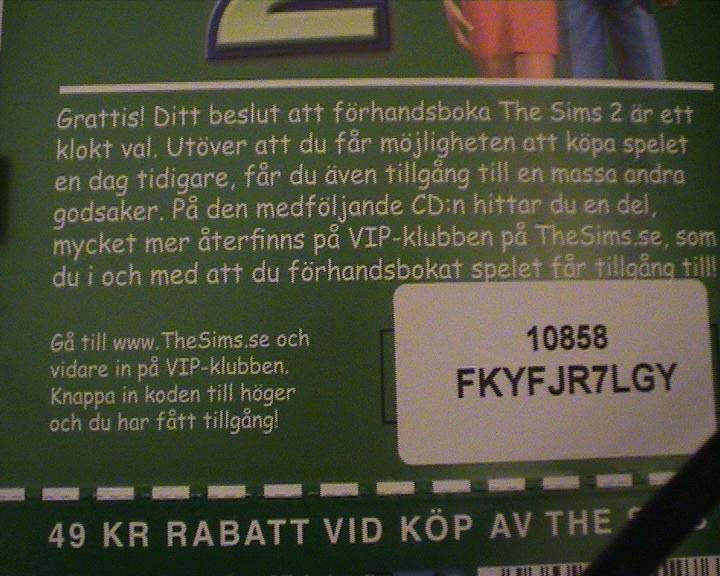 2
Grattis! Ditt beslut att förhandsboka The Sims 2 är ett
klokt val. Utöver att du får möjligheten att köpa spelet
en dag tidigare, får du även tillgång till en massa andra
godsaker. På den medföljande CD:n hittar du en del,
mycket mer återfinns på VIP-klubben på TheSims.se, som
du i och med att du förhandsbokat spelet får tillgång till!
Gå till www.TheSims.se och
vidare in på VIP-klubben.
Knappa in koden till höger
och du har fått tillgång!
10858
FKYFJR7LGY
49 KR RABATT VID KÖP AV THE